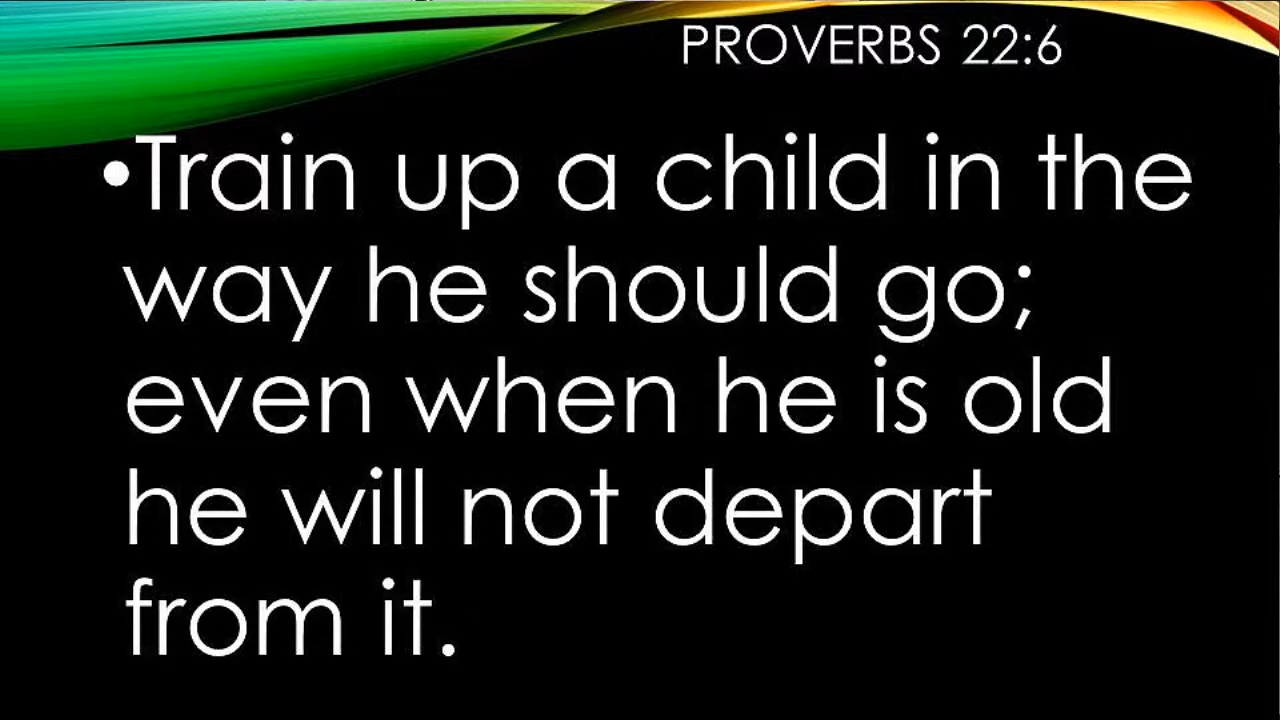 PROVERBS 22:6
•Train up a child in the
way he should go;
even when he is old
he will not depart
from it.